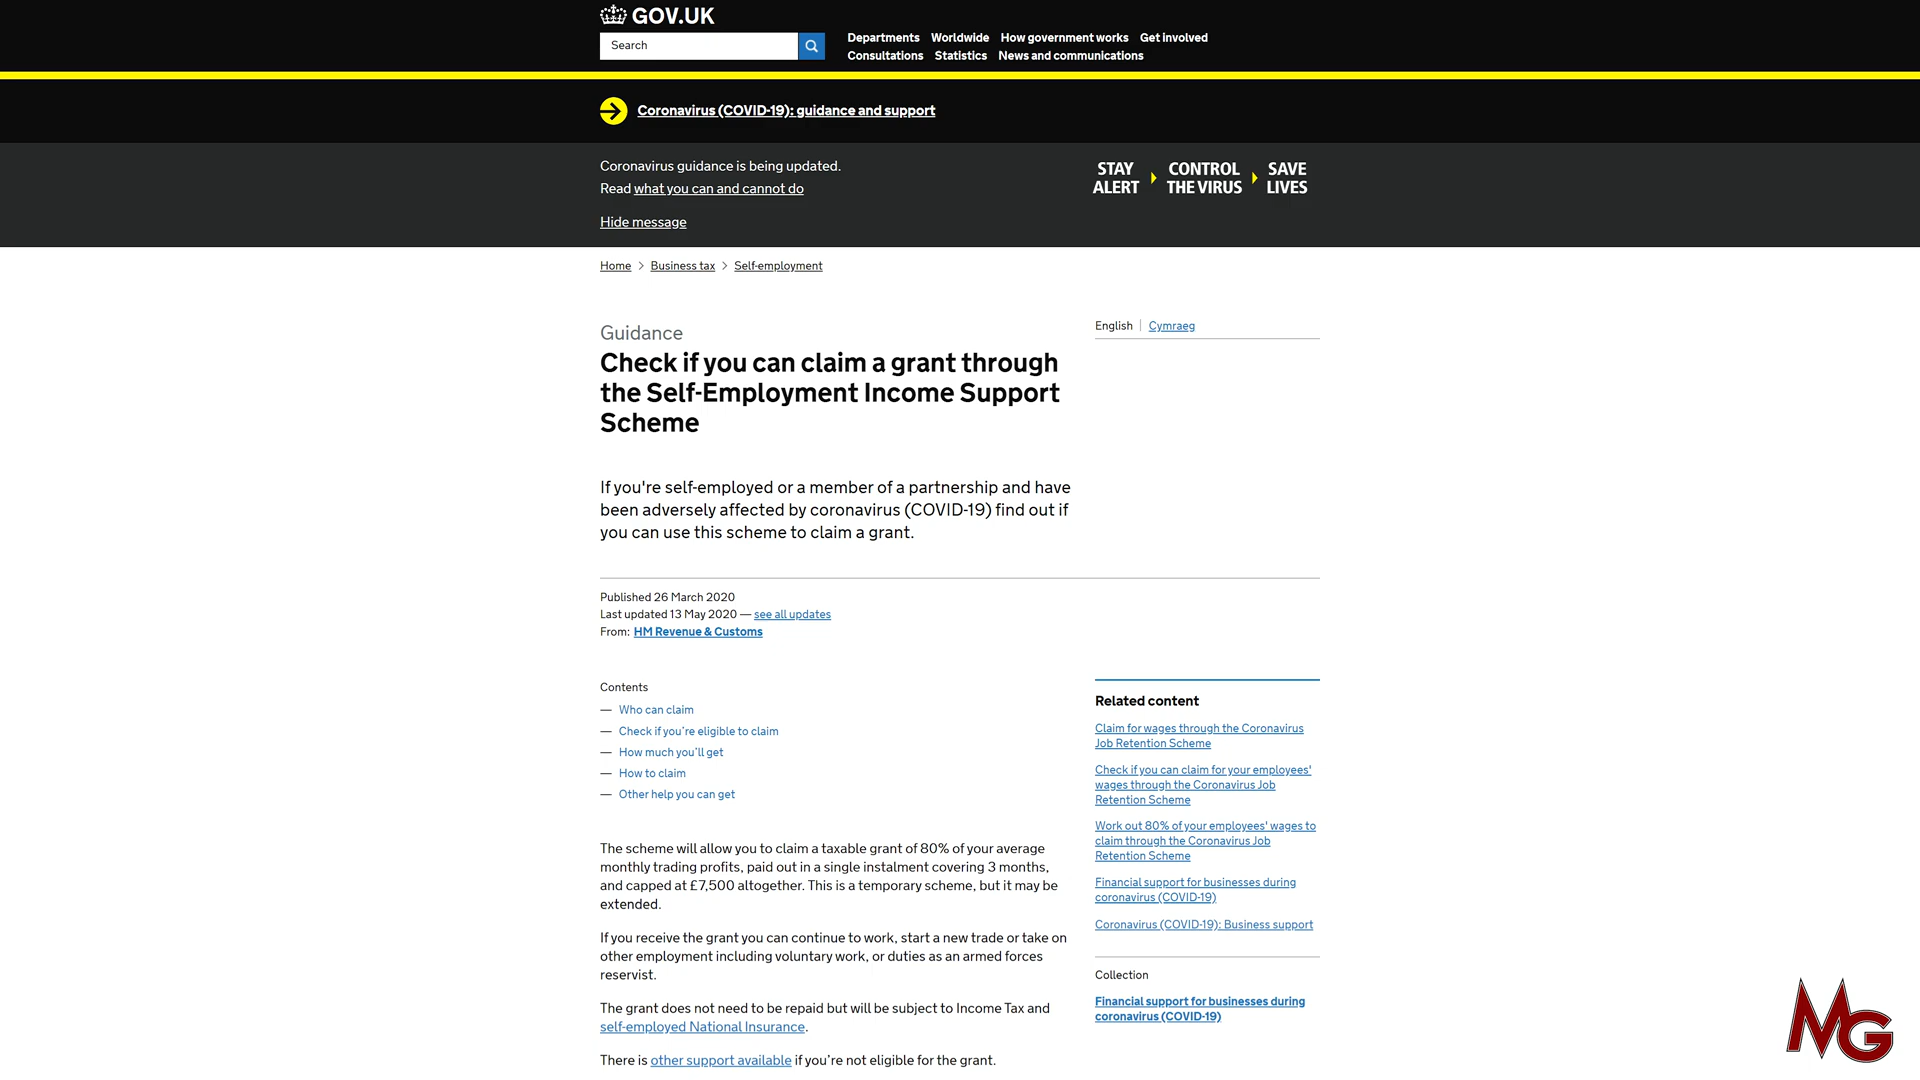 GOV.UK
Search
Departments Worldwide How government works Get involved
Consultations Statistics News and communications
Coronavirus (COVID-19): guidance and support
Coronavirus guidance is being updated.
Read what you can and cannot do
Hide message
STAY ALERT CONTROL THE VIRUS SAVE LIVES
Home Business tax Self-employment
English Cymraeg
Guidance
Check if you can claim a grant through
the Self-Employment Income Support
Scheme
If you're self-employed or a member of a partnership and have
been adversely affected by coronavirus (COVID-19) find out if
you can use this scheme to claim a grant.
Published 26 March 2020
Last updated 13 May 2020 — see all updates
From: HM Revenue & Customs
Contents
— Who can claim
— Check if you're eligible to claim
— How much you'll get
— How to claim
— Other help you can get
The scheme will allow you to claim a taxable grant of 80% of your average
monthly trading profits, paid out in a single instalment covering 3 months,
and capped at £7,500 altogether. This is a temporary scheme, but it may be
extended.
If you receive the grant you can continue to work, start a new trade or take on
other employment including voluntary work, or duties as an armed forces
reservist.
The grant does not need to be repaid but will be subject to Income Tax and
self-employed National Insurance.
There is other support available if you're not eligible for the grant.
Related content
Claim for wages through the Coronavirus
Job Retention Scheme
Check if you can claim for your employees'
wages through the Coronavirus Job
Retention Scheme
Work out 80% of your employees' wages to
claim through the Coronavirus Job
Retention Scheme
Financial support for businesses during
coronavirus (COVID-19)
Coronavirus (COVID-19): Business support
Collection
Financial support for businesses during
coronavirus (COVID-19)
MG